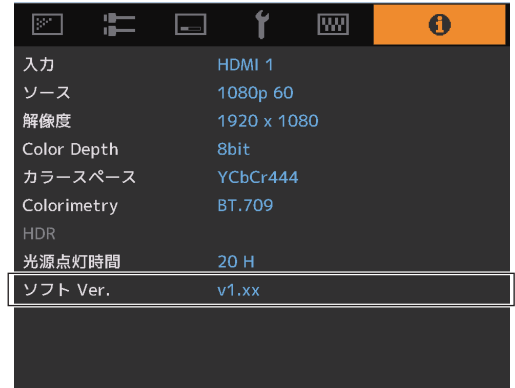 入力 HDMI 1
ソース 1080p 60
解像度 1920 x 1080
Color Depth 8bit
カラースペース YCbCr444
Colorimetry BT.709
HDR
光源点灯時間 20 H
ソフト Ver. v1.xx